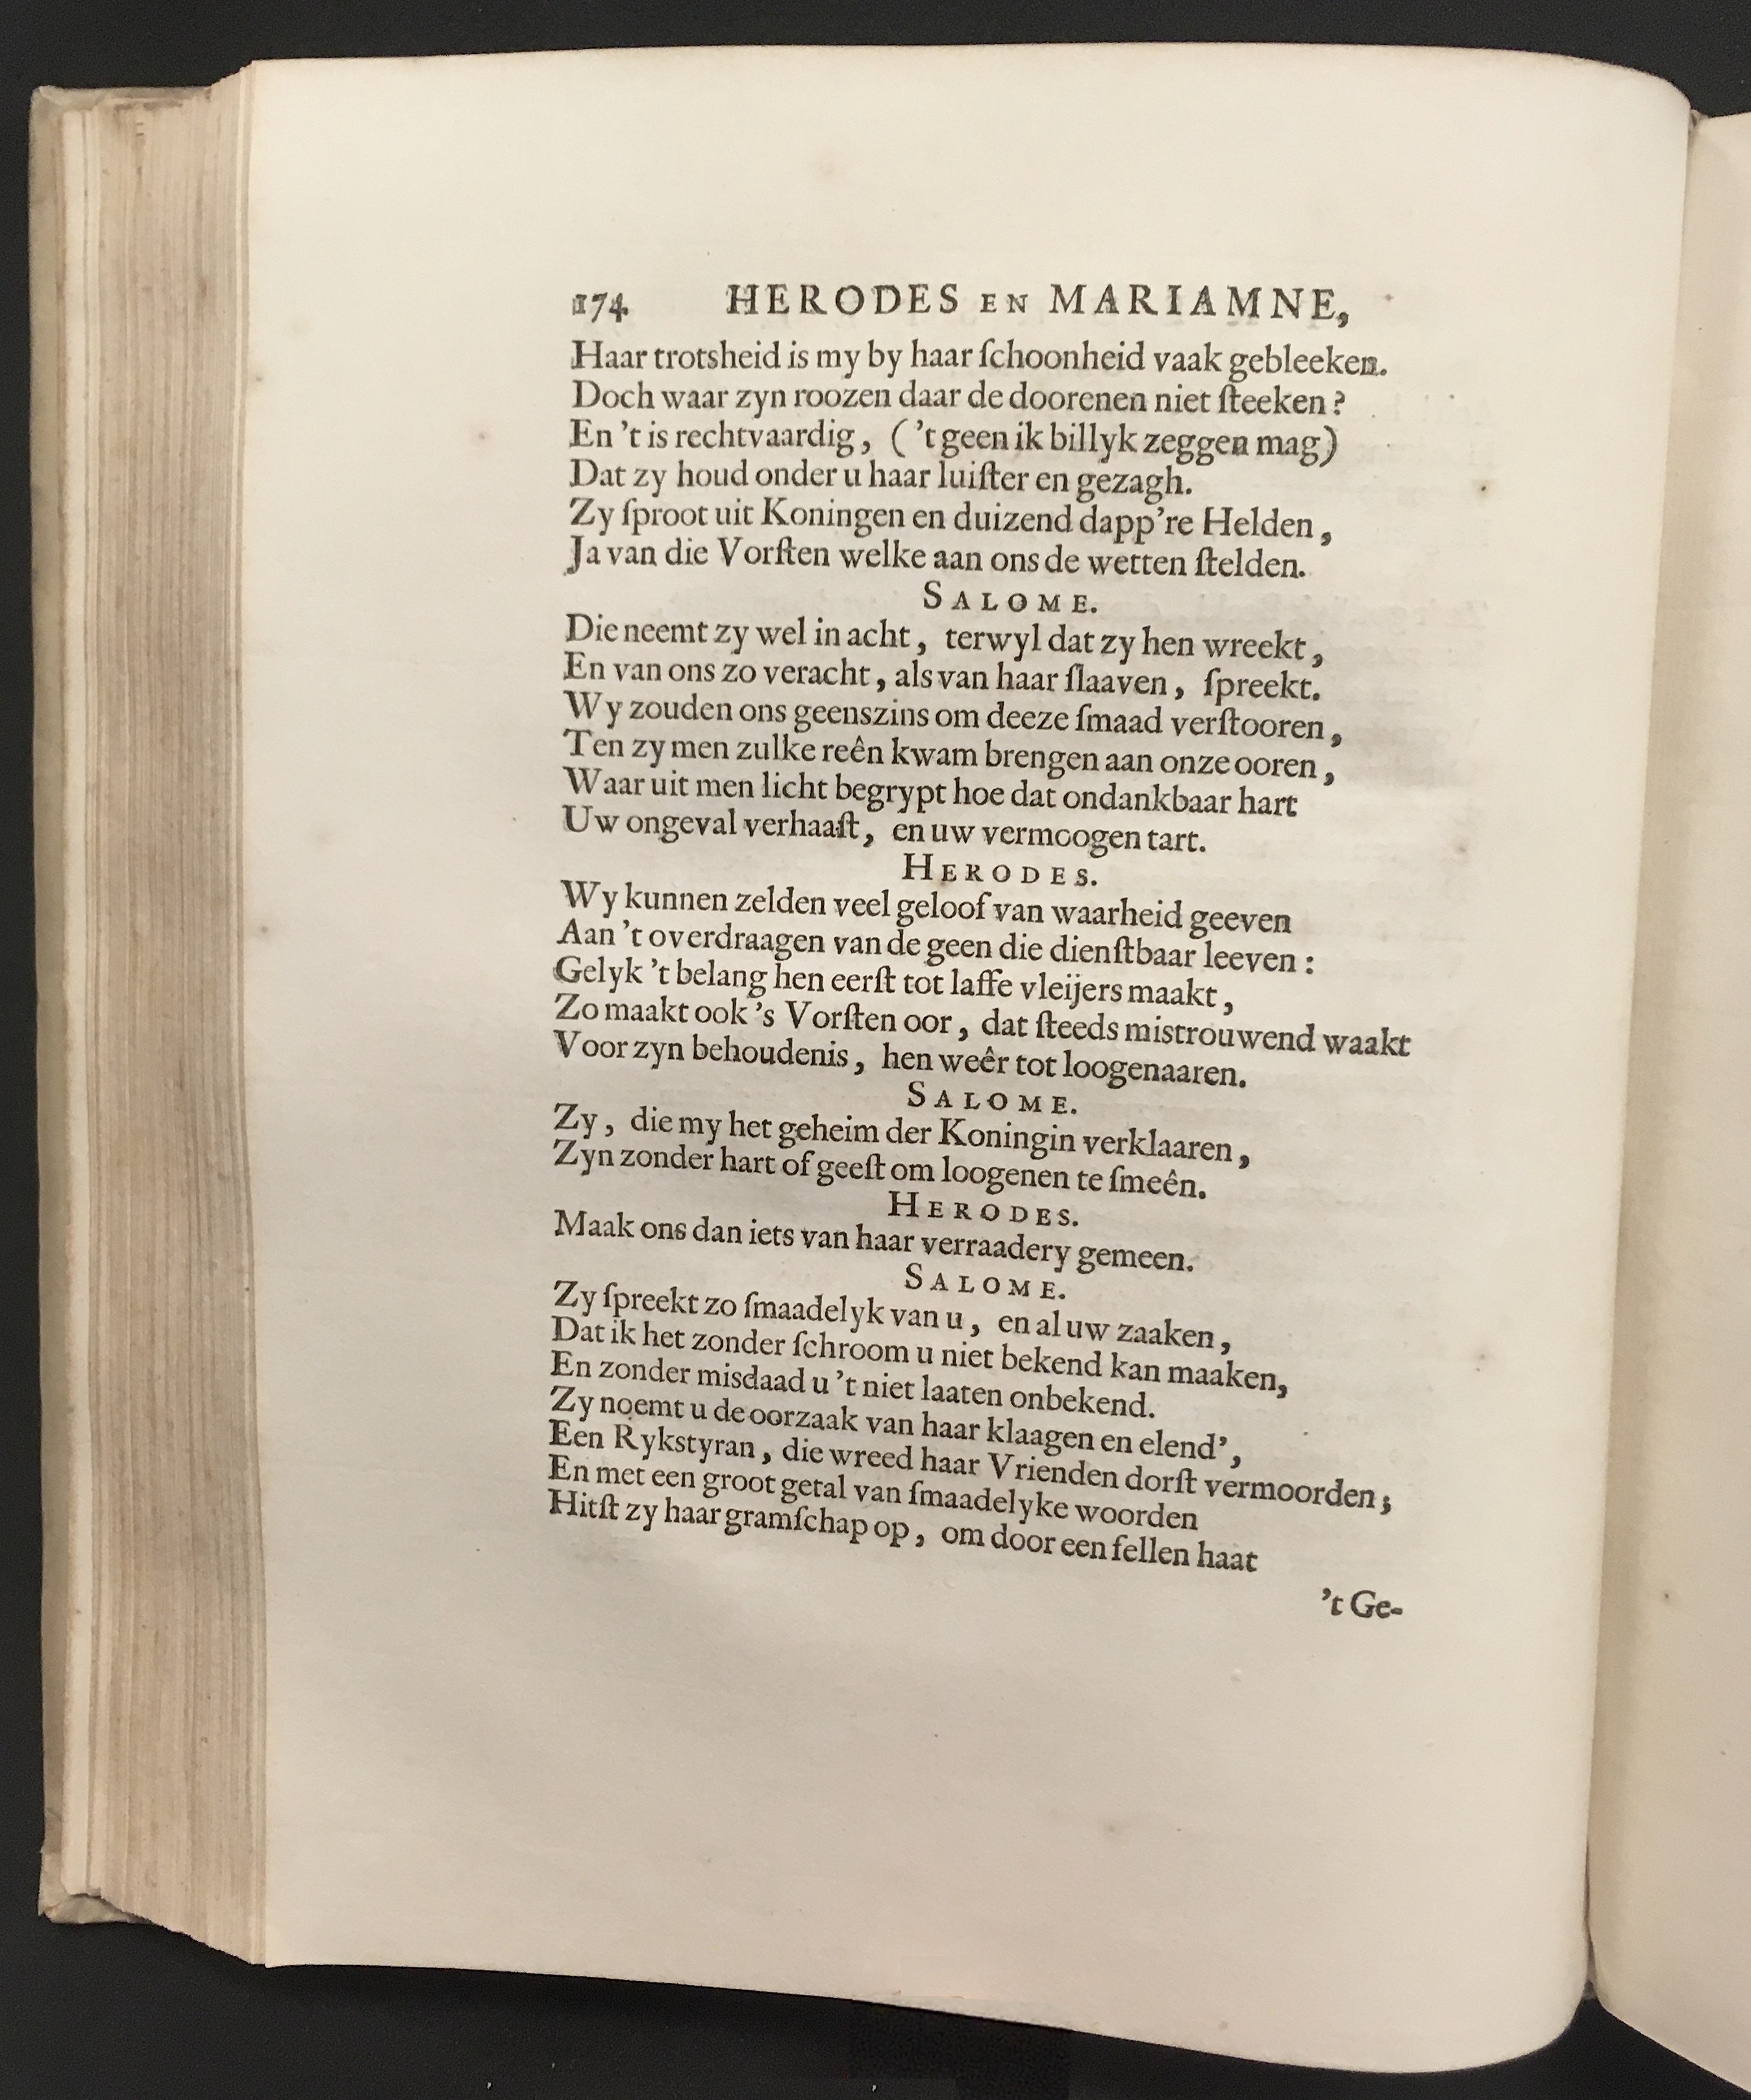 174 HERODES EN MARIAMNE,
Haar trotsheid is my by haar ſchoonheid vaak gebleeken.
Doch waar zyn roozen daar de doorenen niet ſteeken?
En 't is rechtvaardig, ('t geen ik billyk zeggen mag)
Dat zy houd onder u haar luiſter en gezagh.
Zy ſproot uit Koningen en duizend dapp're Helden,
Ja van die Vorſten welke aan ons de wetten ſtelden.
SALOME.
Die neemt zy wel in acht, terwyl dat zy hen wreekt,
En van ons zo veracht, als van haar ſlaaven, ſpreekt.
Wy zouden ons geenszins om deeze ſmaad verſtooren,
Ten zy men zulke reên kwam brengen aan onze ooren,
Waar uit men licht begrypt hoe dat ondankbaar hart
Uw ongeval verhaaſt, en uw vermoogen tart.
HERODES.
Wy kunnen zelden veel geloof van waarheid geeven
Aan 't overdraagen van de geen die dienſtbaar leeven:
Gelyk 't belang hen eerſt tot laffe vleijers maakt,
Zo maakt ook 's Vorſten oor, dat ſteeds mistrouwend waakt
Voor zyn behoudenis, hen weêr tot loogenaaren.
SALOME.
Zy, die my het geheim der Koningin verklaaren,
Zyn zonder hart of geeſt om loogenen te ſmeên.
HERODES.
Maak ons dan iets van haar verraadery gemeen.
SALOME.
Zy ſpreekt zo ſmaadelyk van u, en al uw zaaken,
Dat ik het zonder ſchroom u niet bekend kan maaken,
En zonder misdaad u 't niet laaten onbekend.
Zy noemt u de oorzaak van haar klaagen en elend',
Een Rykstyran, die wreed haar Vrienden dorſt vermoorden;
En met een groot getal van ſmaadelyke woorden
Hitſt zy haar gramſchap op, om door een fellen haat
't Ge-